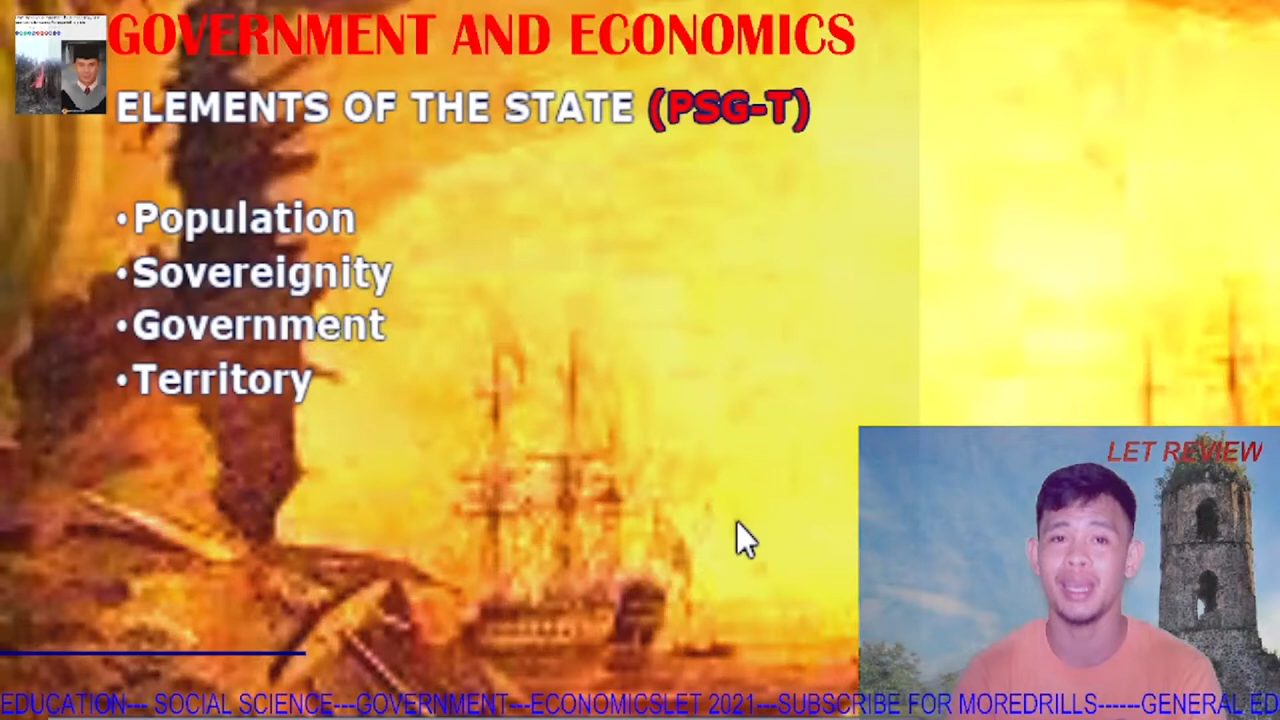 GOVERNMENT AND ECONOMICS
ELEMENTS OF THE STATE (PSG-T)
•Population
•Sovereignity
•Government
•Territory
LET REVIEW
EDUCATION--- SOCIAL SCIENCE---GOVERNMENT---ECONOMICSLET 2021---SUBSCRIBE FOR MOREDRILLS------GENERAL ED